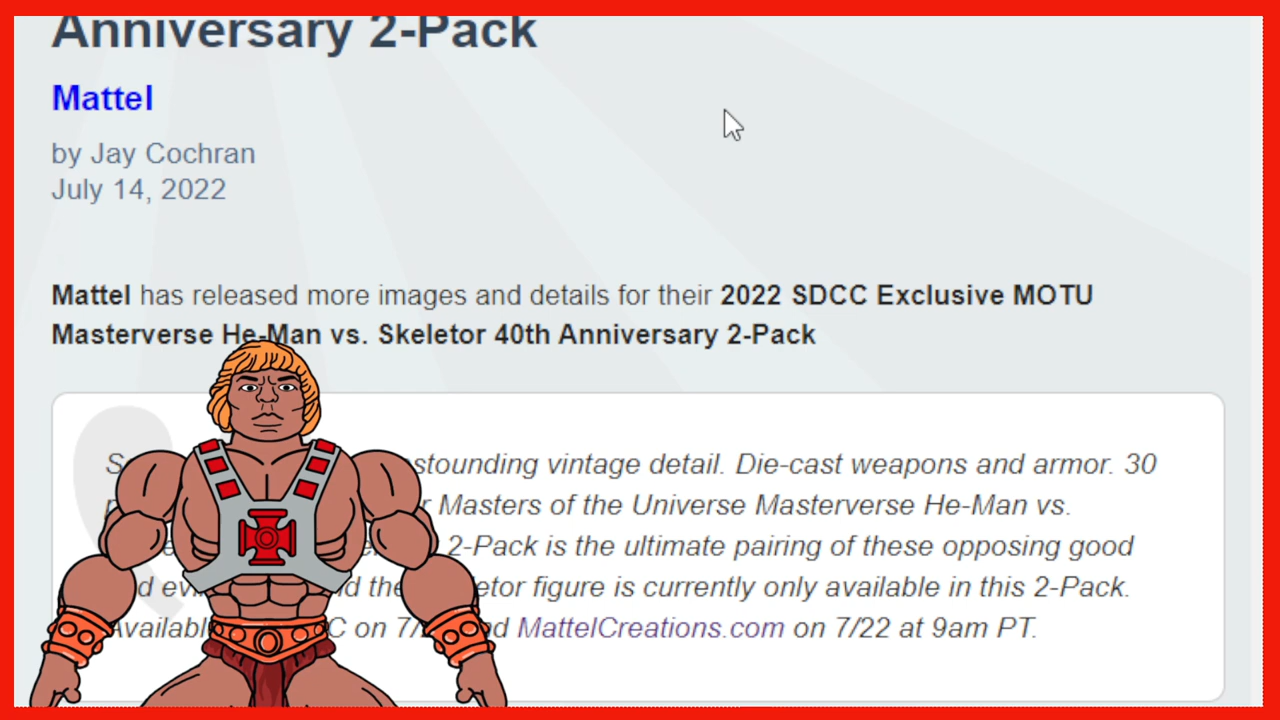 Anniversary 2-Pack
Mattel
by Jay Cochran
July 14, 2022
Mattel has released more images and details for their 2022 SDCC Exclusive MOTU
Masterverse He-Man vs. Skeletor 40th Anniversary 2-Pack
stounding vintage detail. Die-cast weapons and armor. 30
Masters of the Universe Masterverse He-Man vs.
2-Pack is the ultimate pairing of these opposing good
figure is currently only available in this 2-Pack.
on 7/ MattelCreations.com on 7/22 at 9am PT.